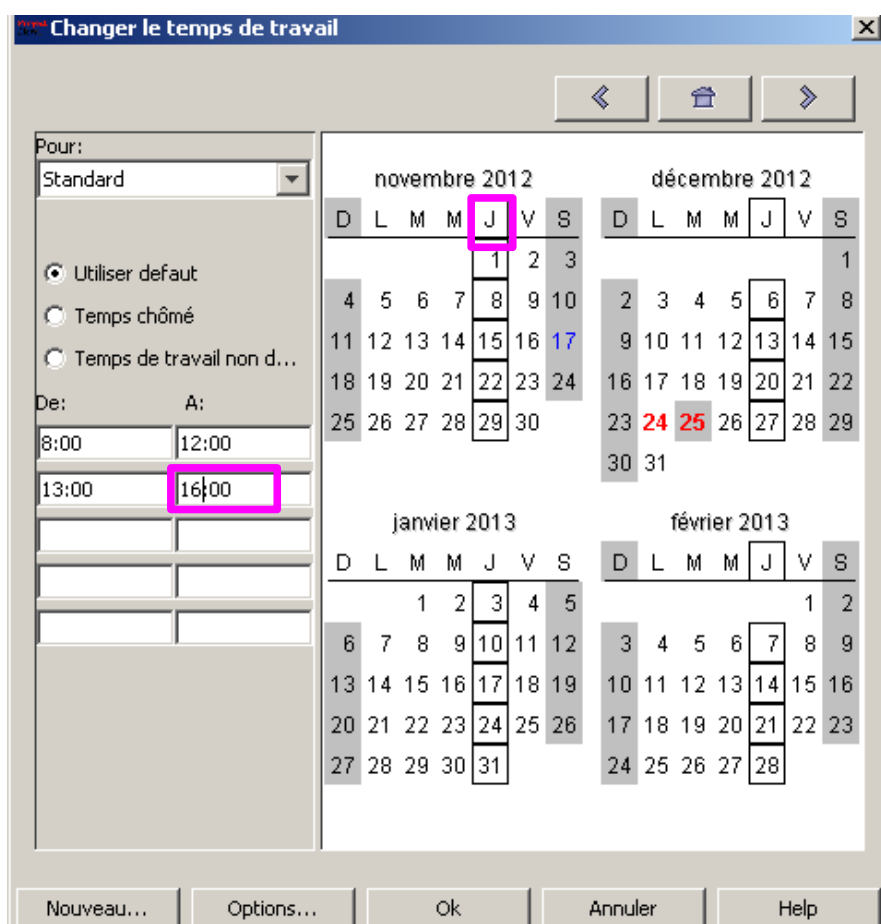 Changer le temps de travail
Pour:
Standard
Utiliser defaut
Temps chômé
Temps de travail non d...
De: A:
8:00 12:00
13:00 16:00
novembre 2012
D L M M J V S
1 2 3
4 5 6 7 8 9 10
11 12 13 14 15 16 17
18 19 20 21 22 23 24
25 26 27 28 29 30
décembre 2012
D L M M J V S
1
2 3 4 5 6 7 8
9 10 11 12 13 14 15
16 17 18 19 20 21 22
23 24 25 26 27 28 29
30 31
janvier 2013
D L M M J V S
1 2 3 4 5
6 7 8 9 10 11 12
13 14 15 16 17 18 19
20 21 22 23 24 25 26
27 28 29 30 31
février 2013
D L M M J V S
1 2
3 4 5 6 7 8 9
10 11 12 13 14 15 16
17 18 19 20 21 22 23
24 25 26 27 28
Nouveau... Options... Ok Annuler Help